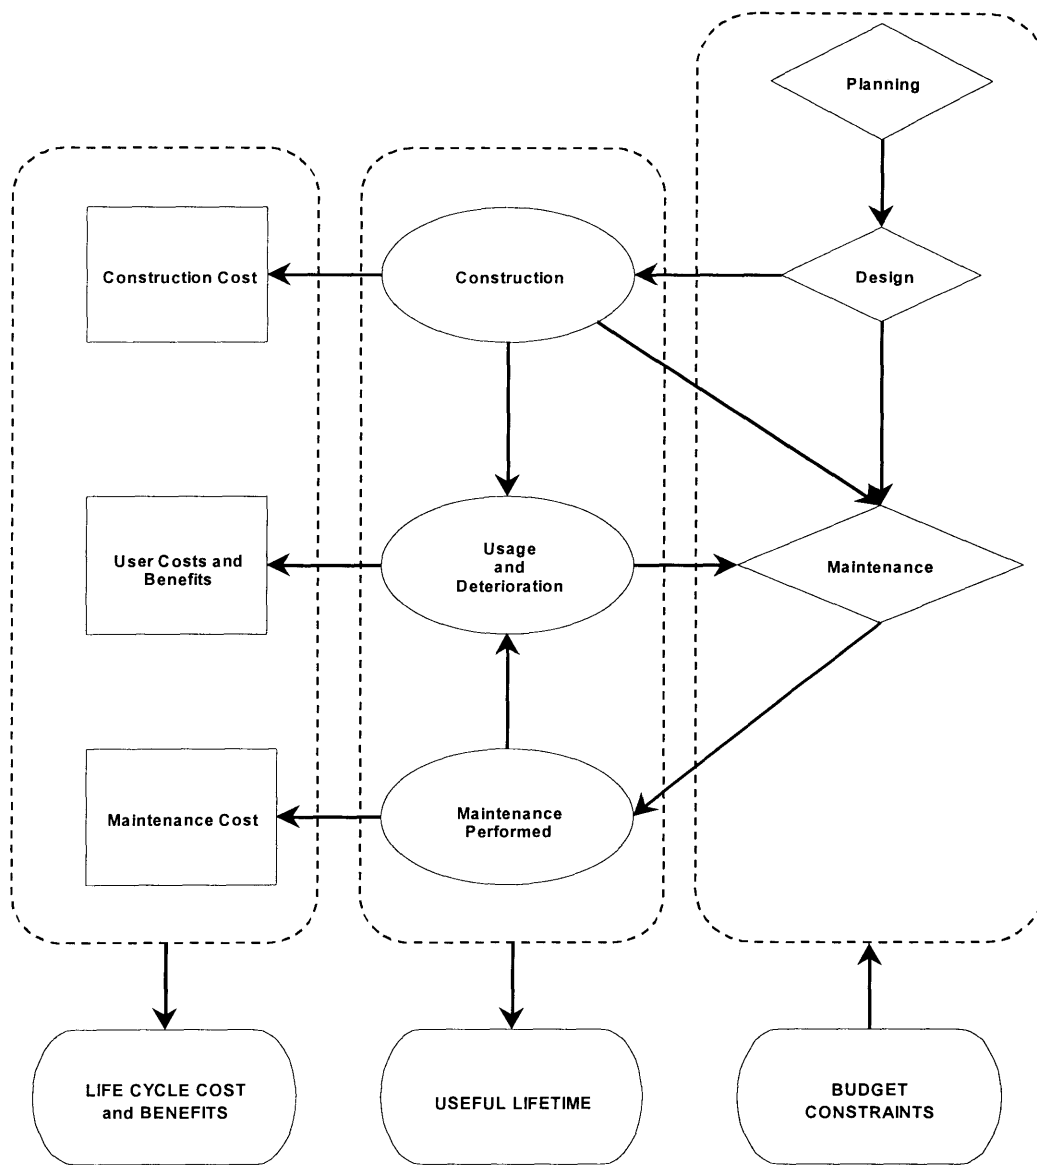 Planning
Construction Cost
Construction
Design
User Costs and
Benefits
Usage
and
Deterioration
Maintenance
Maintenance Cost
Maintenance
Performed
LIFE CYCLE COST
and BENEFITS
USEFUL LIFETIME
BUDGET
CONSTRAINTS